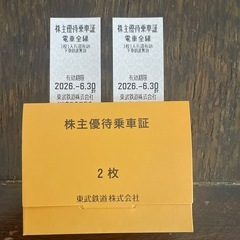 株主優待乗車証
電車全線
有効期限
2026.-6.30
東武鉄道株式会社
株主優待乗車証
電車全線
有効期限
2026.-6.30
東武鉄道株式会社
株主優待乗車証
2枚
東武鉄道株式会社